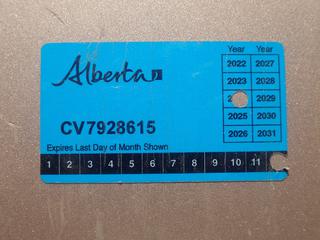 Year Year
Alberta
2022 2027
2023 2028
2029
2025 2030
CV7928615
2026 2031
Expires Last Day of Month Shown
1 2 3 4 5 6 7 8 9 10 11